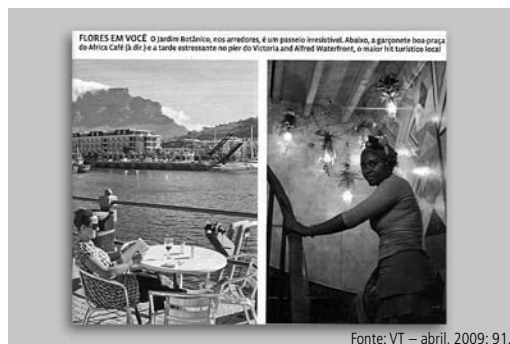 FLORES EM VOCÊ O Jardim Botânico, nos arredores, é um passeio irresistível. Abaixo, a garçonete boa-praça
do Africa Café (à dir.) e a tarde estressante no pier do Victoria and Alfred Waterfront, o maior hit turístico local
Fonte: VT – abril, 2009: 91.